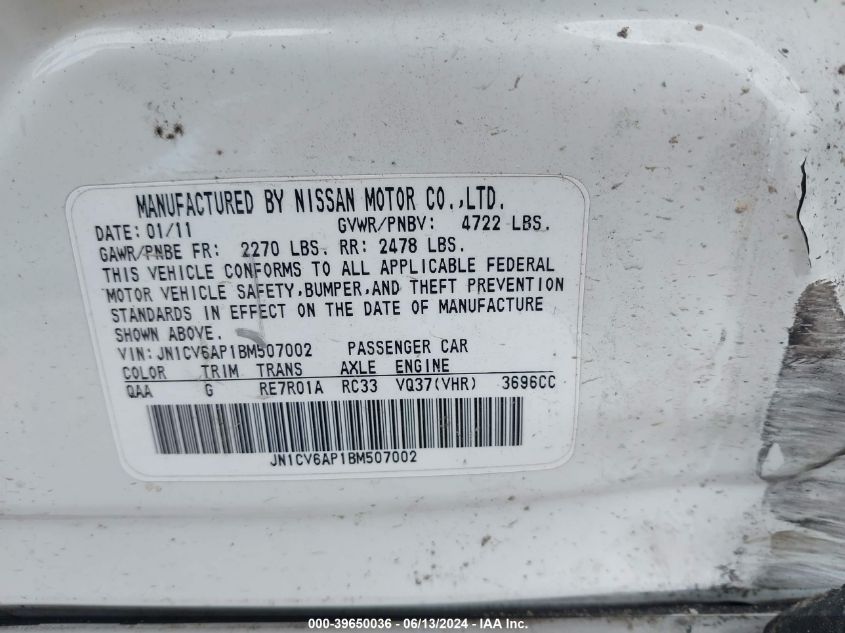 MANUFACTURED BY NISSAN MOTOR CO.,LTD.
DATE: 01/11 GVWR/PNBV: 4722 LBS.
GAWR/PNBE FR: 2270 LBS. RR: 2478 LBS.
THIS VEHICLE CONFORMS TO ALL APPLICABLE FEDERAL
MOTOR VEHICLE SAFETY,BUMPER,AND THEFT PREVENTION
STANDARDS IN EFFECT ON THE DATE OF MANUFACTURE
SHOWN ABOVE.
VIN: JN1CV6AP1BM507002 PASSENGER CAR
COLOR TRIM TRANS AXLE ENGINE
QAA G RE7R01A RC33 VQ37(VHR) 3696CC
JN1CV6AP1BM507002
000-39650036 - 06/13/2024 - IAA Inc.